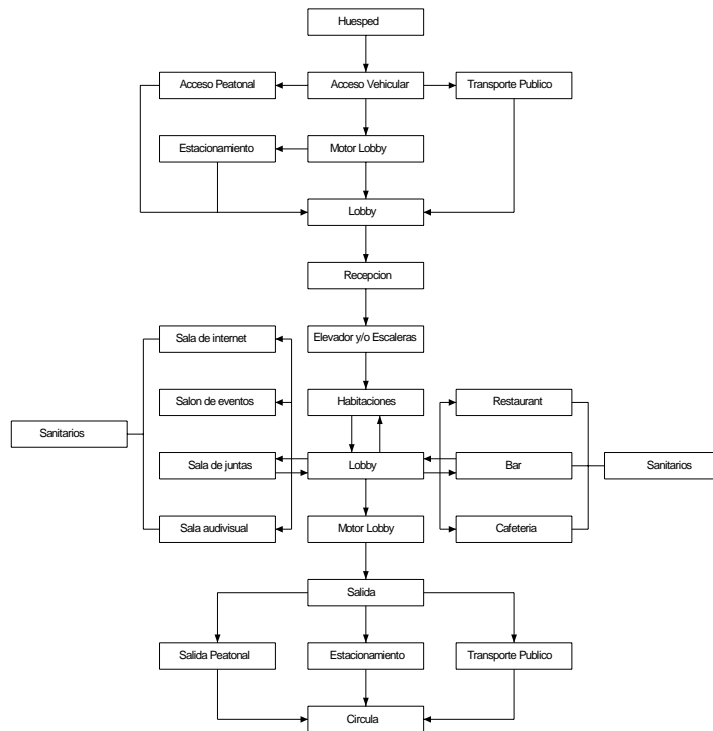 Huesped
Acceso Peatonal
Acceso Vehicular
Transporte Publico
Estacionamiento
Motor Lobby
Lobby
Recepcion
Sala de internet
Elevador y/o Escaleras
Salon de eventos
Habitaciones
Restaurant
Sanitarios
Sala de juntas
Lobby
Bar
Sanitarios
Sala audivisual
Motor Lobby
Cafeteria
Salida
Salida Peatonal
Estacionamiento
Transporte Publico
Circula